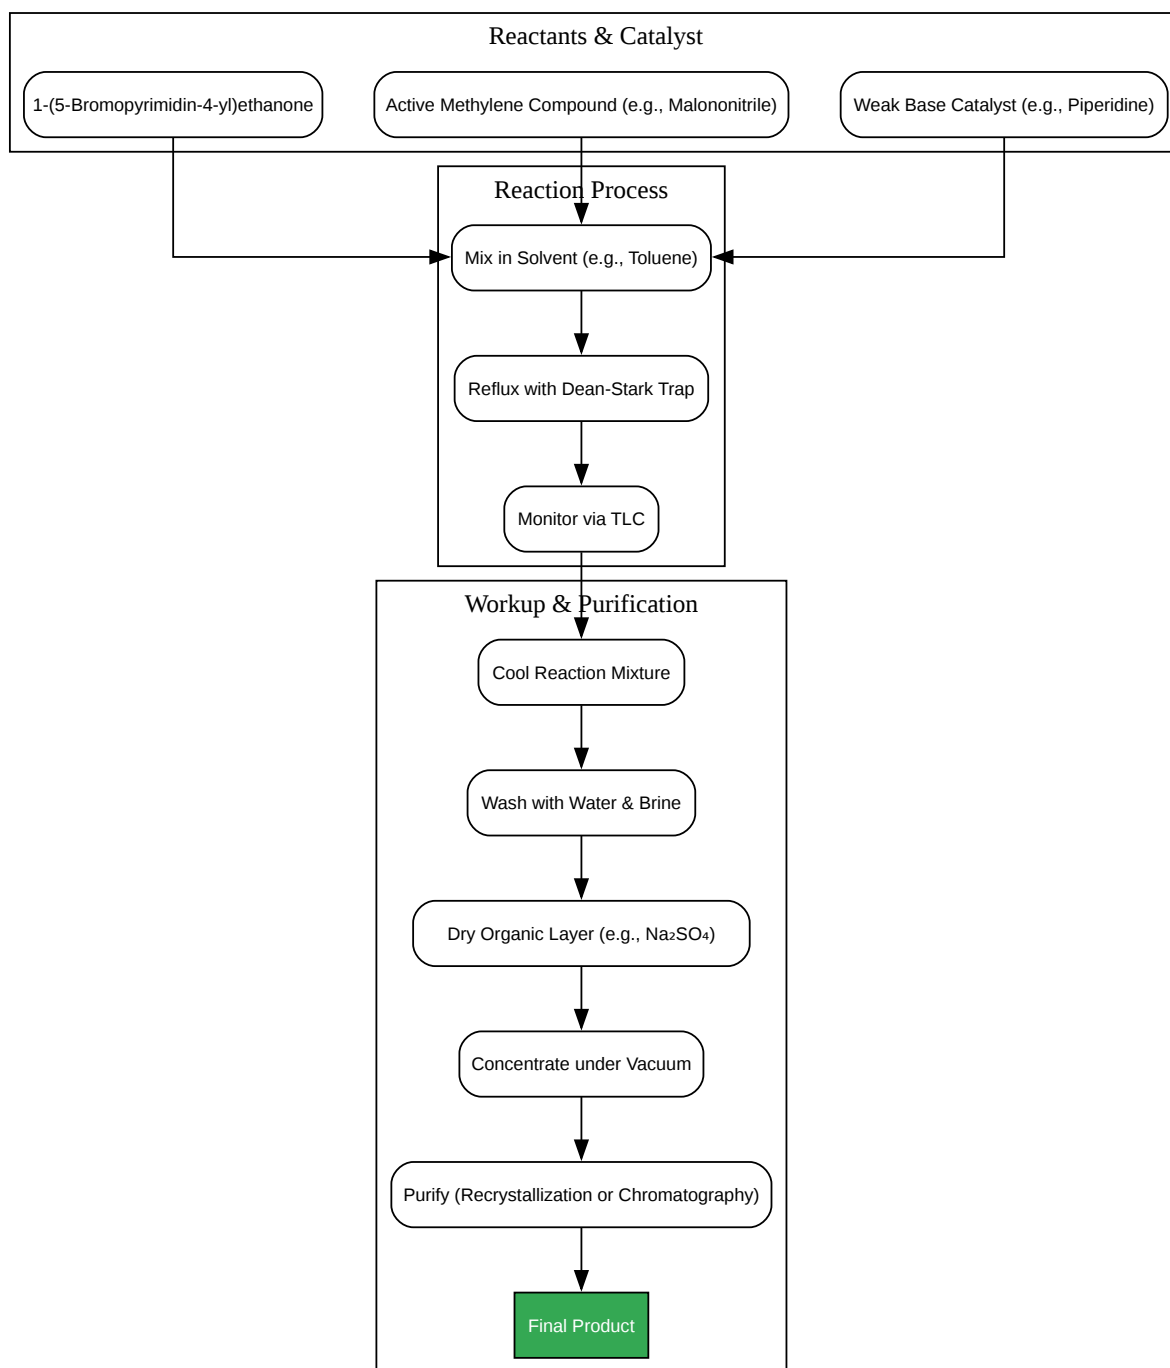 Reactants & Catalyst
1-(5-Bromopyrimidin-4-yl)ethanone
Active Methylene Compound (e.g., Malononitrile)
Weak Base Catalyst (e.g., Piperidine)
Reaction Process
Mix in Solvent (e.g., Toluene)
Reflux with Dean-Stark Trap
Monitor via TLC
Workup & Purification
Cool Reaction Mixture
Wash with Water & Brine
Dry Organic Layer (e.g., Na₂SO₄)
Concentrate under Vacuum
Purify (Recrystallization or Chromatography)
Final Product